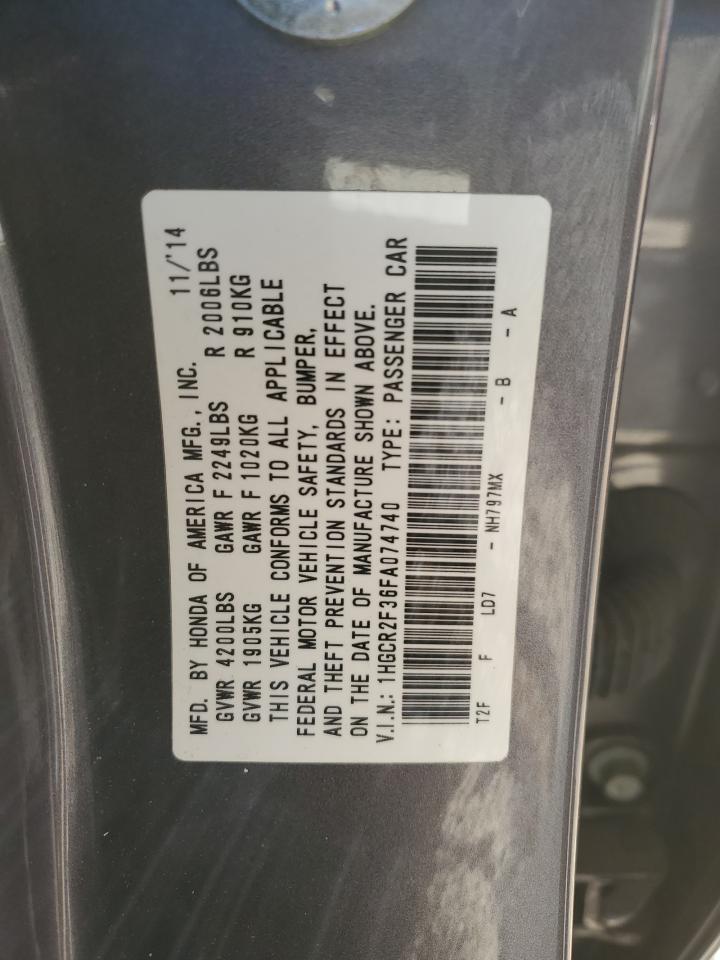 MFD. BY HONDA OF AMERICA MFG., INC. 11/'14
GVWR 4200LBS GAWR F 2249LBS R 2006LBS
GVWR 1905KG GAWR F 1020KG R 910KG
THIS VEHICLE CONFORMS TO ALL APPLICABLE
FEDERAL MOTOR VEHICLE SAFETY, BUMPER,
AND THEFT PREVENTION STANDARDS IN EFFECT
ON THE DATE OF MANUFACTURE SHOWN ABOVE.
V.I.N.: 1HGCR2F36FA074740 TYPE: PASSENGER CAR
T2F F LD7 - NH797MX - B - A